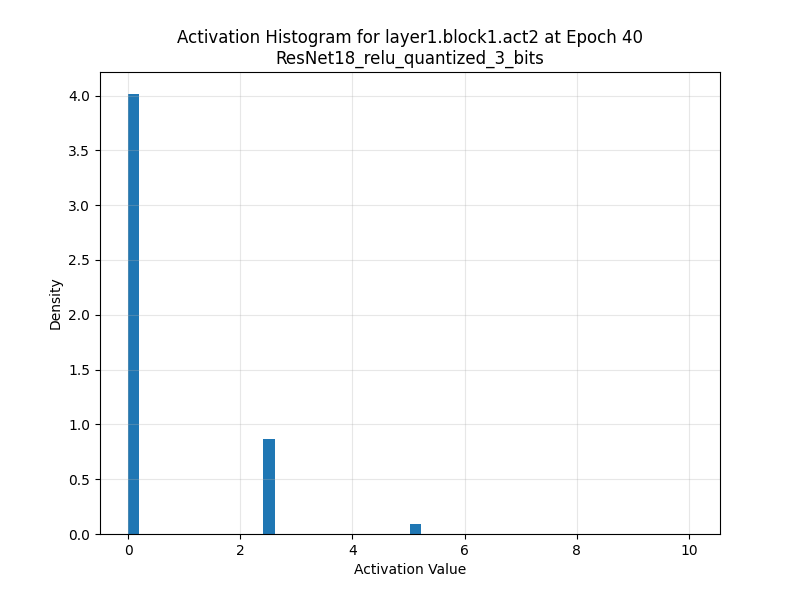 Activation Histogram for layer1.block1.act2 at Epoch 40
ResNet18_relu_quantized_3_bits
4.0
3.5
3.0
2.5
2.0
1.5
1.0
0.5
0.0
Density
0 2 4 6 8 10
Activation Value